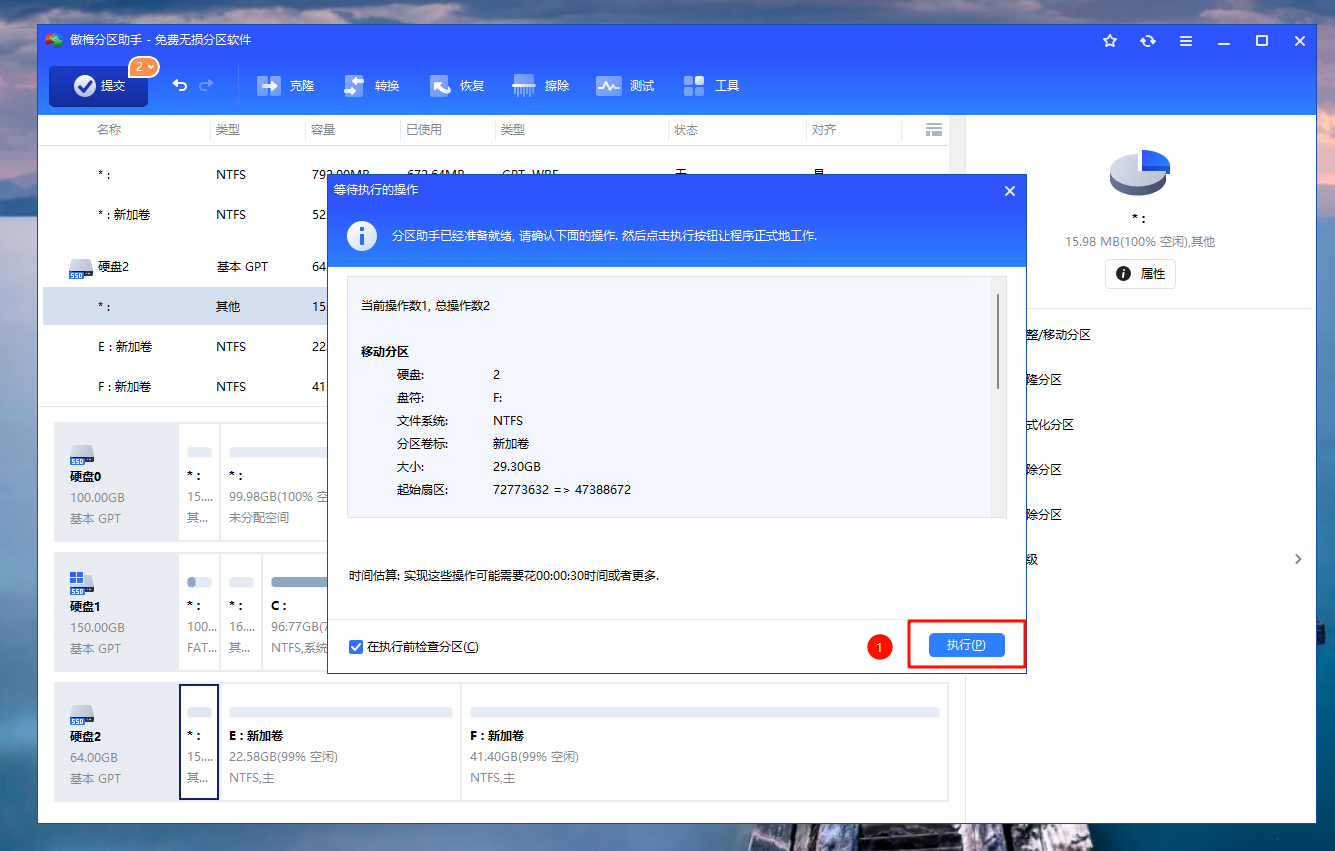 傲梅分区助手 - 免费无损分区软件
提交 2
克隆 转换 恢复 擦除 测试 工具
名称 类型 容量 已使用 类型 状态 对齐
* : NTFS
* : 新加卷 NTFS 52
SSD 硬盘2 基本 GPT 64
* : 其他 15
E : 新加卷 NTFS 22
F : 新加卷 NTFS 41
* :
15.98 MB(100% 空闲),其他
属性
整/移动分区
隆分区
式化分区
除分区
除分区
级
等待执行的操作
分区助手已经准备就绪, 请确认下面的操作. 然后点击执行按钮让程序正式地工作.
当前操作数1, 总操作数2
移动分区
硬盘: 2
盘符: F:
文件系统: NTFS
分区卷标: 新加卷
大小: 29.30GB
起始扇区: 72773632 => 47388672
时间估算: 实现这些操作可能需要花00:00:30时间或者更多.
在执行前检查分区(C)
1
执行(P)
SSD
硬盘0
100.00GB
基本 GPT
* :
15....
其...
* :
99.98GB(100% 空
未分配空间
SSD
硬盘1
150.00GB
基本 GPT
* :
100...
FAT...
* :
16....
其...
C :
96.77GB(7
NTFS,系统
SSD
硬盘2
64.00GB
基本 GPT
* :
15....
其...
E : 新加卷
22.58GB(99% 空闲)
NTFS,主
F : 新加卷
41.40GB(99% 空闲)
NTFS,主